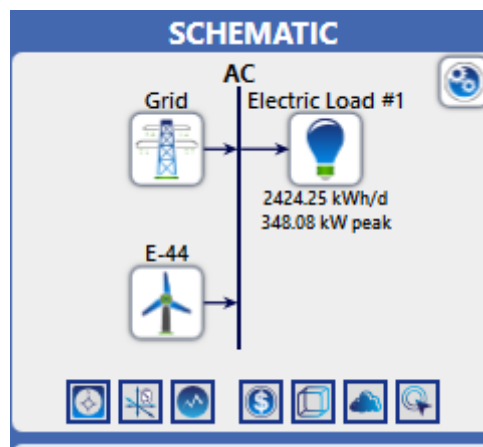 SCHEMATIC
AC
Grid
Electric Load #1
2424.25 kWh/d
348.08 kW peak
E-44